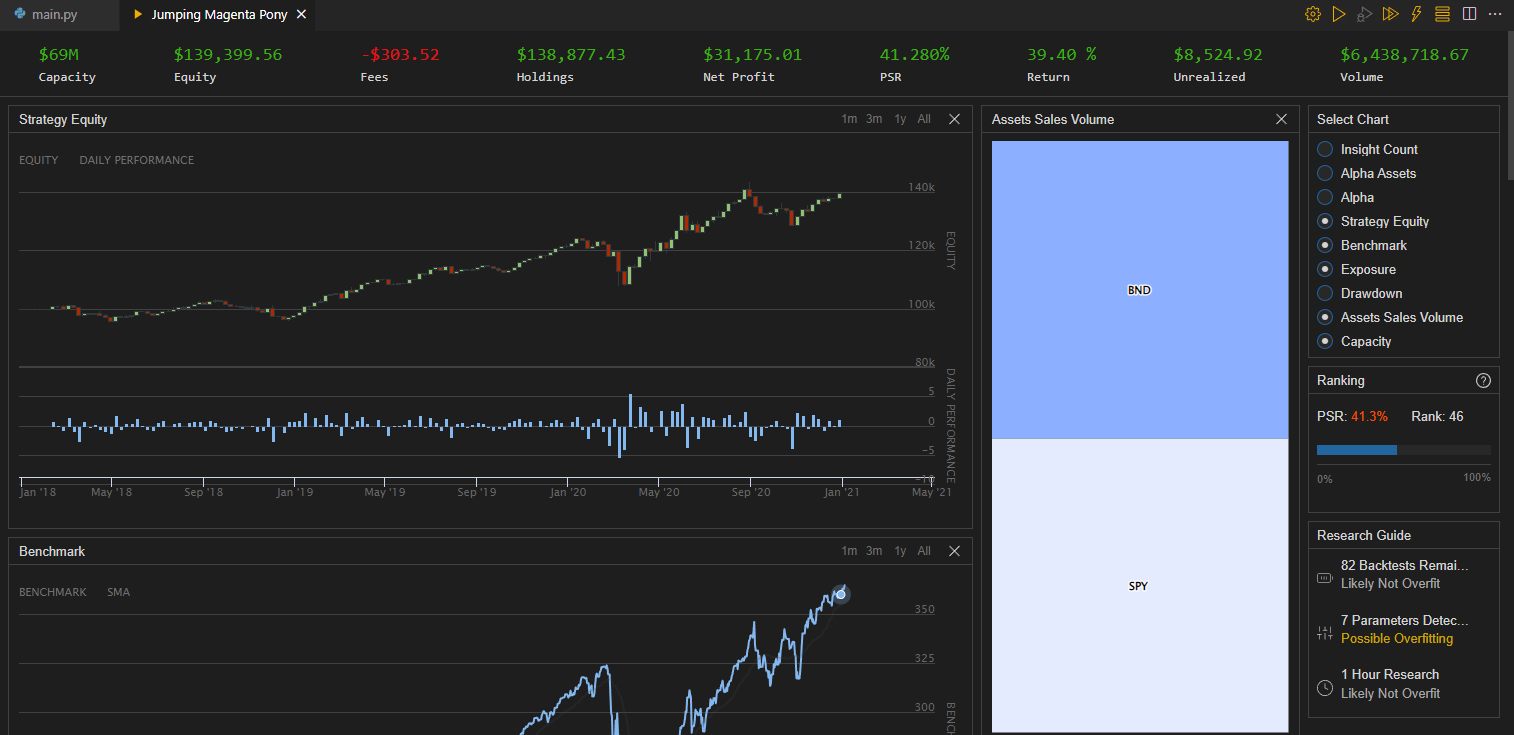 main.py
Jumping Magenta Pony
$69M
Capacity
$139,399.56
Equity
-$303.52
Fees
$138,877.43
Holdings
$31,175.01
Net Profit
41.280%
PSR
39.40 %
Return
$8,524.92
Unrealized
$6,438,718.67
Volume
Strategy Equity
1m 3m 1y All
EQUITY DAILY PERFORMANCE
140k
120k
100k
80k
EQUITY
5
0
−5
−10
DAILY PERFORMANCE
Jan '18 May '18 Sep '18 Jan '19 May '19 Sep '19 Jan '20 May '20 Sep '20 Jan '21 May '21
Benchmark
1m 3m 1y All
BENCHMARK SMA
350
325
300
BENCH
Assets Sales Volume
BND
SPY
Select Chart
Insight Count
Alpha Assets
Alpha
Strategy Equity
Benchmark
Exposure
Drawdown
Assets Sales Volume
Capacity
Ranking
PSR: 41.3% Rank: 46
0% 100%
Research Guide
82 Backtests Remai...
Likely Not Overfit
7 Parameters Detec...
Possible Overfitting
1 Hour Research
Likely Not Overfit